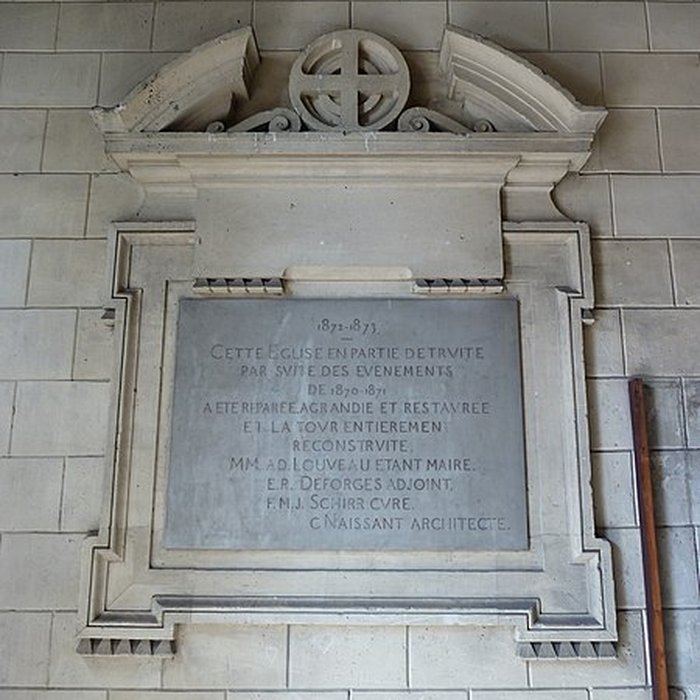 1872-1873.
CETTE EGLISE EN PARTIE DETRVITE
PAR SVITE DES EVENEMENTS
DE 1870-1871
A ETE REPAREE, AGRANDIE ET RESTAVREE
ET LA TOVR ENTIEREMENT
RECONSTRVITE,
MM. AD. LOUVEAU ETANT MAIRE.
E.R. DEFORGES ADJOINT,
F.M.J. SCHIRR CVRE.
C NAISSANT ARCHITECTE.